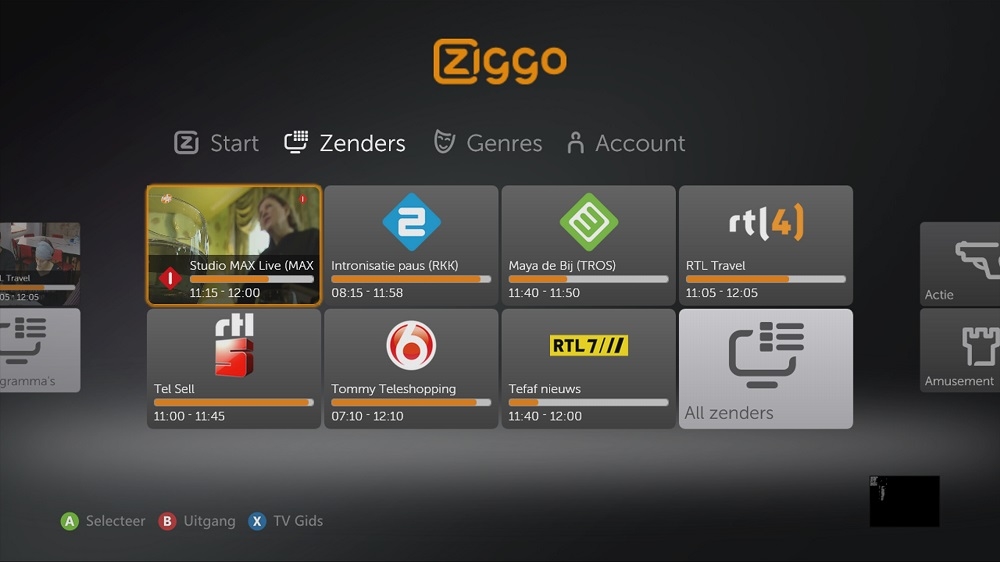 ziggo
Start
Zenders
Genres
Account
L Travel
05 - 12:05
gramma's
Studio MAX Live (MAX
11:15 - 12:00
2
Intronisatie paus (RKK)
08:15 - 11:58
3
Maya de Bij (TROS)
11:40 - 11:50
rtl 4
RTL Travel
11:05 - 12:05
Actie
rtl 5
Tel Sell
11:00 - 11:45
6
Tommy Teleshopping
07:10 - 12:10
RTL 7
Tefaf nieuws
11:40 - 12:00
All zenders
Amusement
A Selecteer B Uitgang X TV Gids